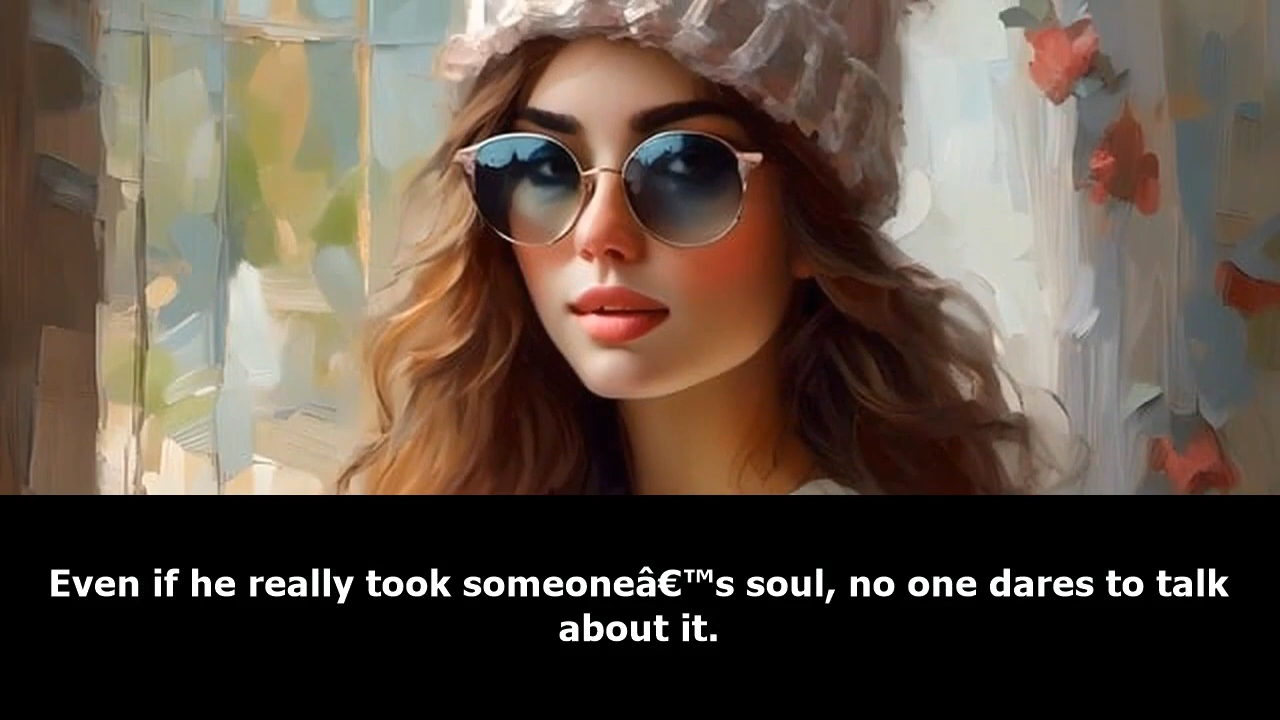 Even if he really took someoneâ€™s soul, no one dares to talk
about it.